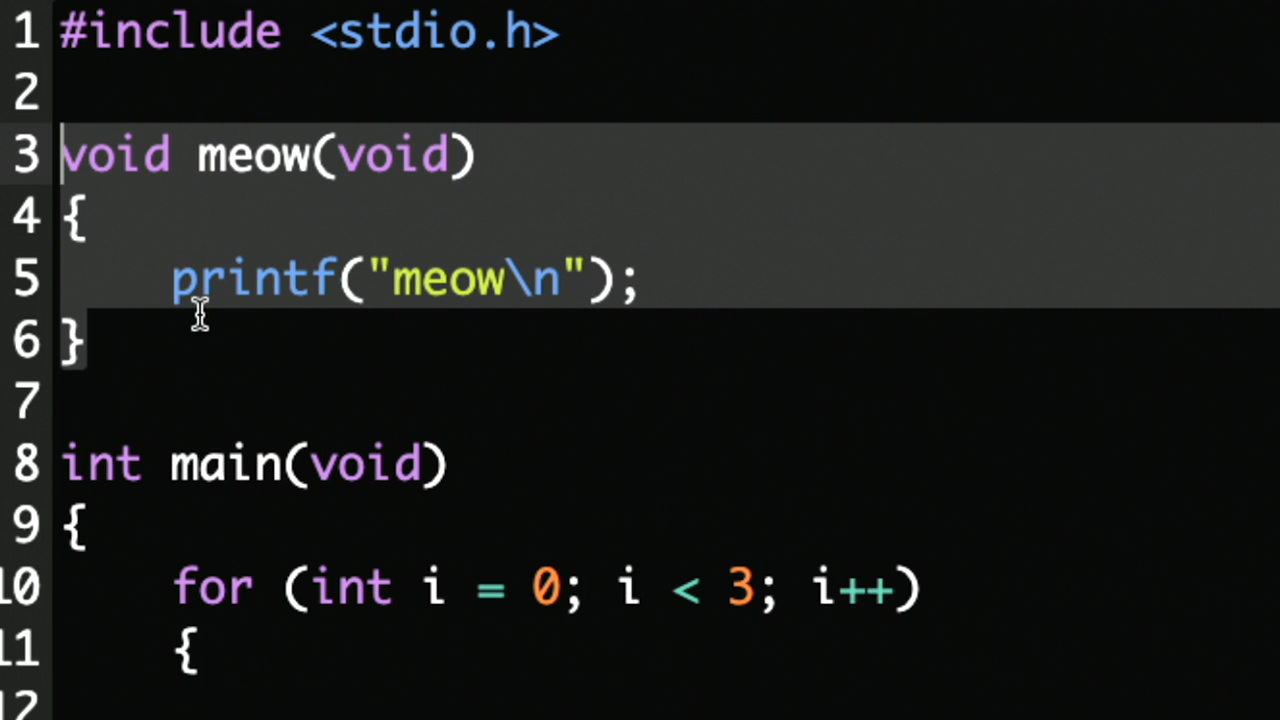 1 #include <stdio.h>
2
3 void meow(void)
4 {
5     printf("meow\n");
6 }
7
8 int main(void)
9 {
10     for (int i = 0; i < 3; i++)
11     {
12